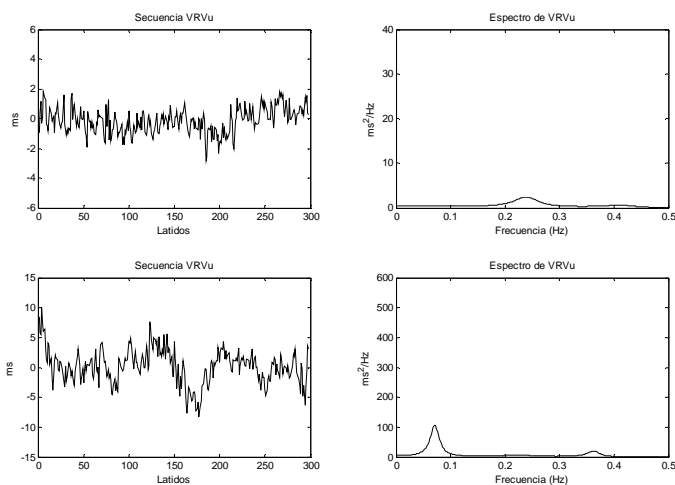 Secuencia VRVu
6
4
2
0
-2
-4
-6
ms
0 50 100 150 200 250 300
Latidos
Espectro de VRVu
40
30
20
10
0
ms2/Hz
0 0.1 0.2 0.3 0.4 0.5
Frecuencia (Hz)
Secuencia VRVu
15
10
5
0
-5
-10
-15
ms
0 50 100 150 200 250 300
Latidos
Espectro de VRVu
600
500
400
300
200
100
0
ms2/Hz
0 0.1 0.2 0.3 0.4 0.5
Frecuencia (Hz)